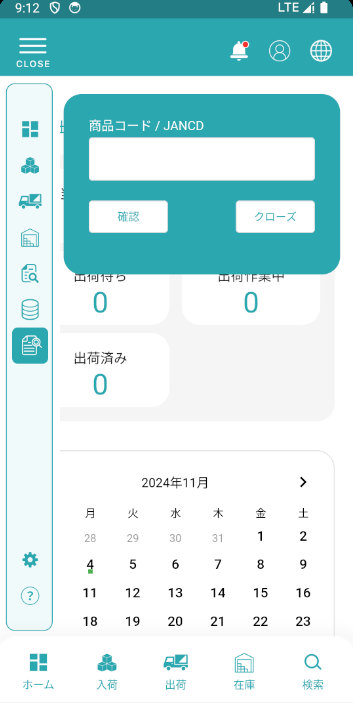 9:12
LTE
CLOSE
商品コード / JANCD
確認
クローズ
出荷待ち
出荷作業中
0
0
出荷済み
0
2024年11月
月 火 水 木 金 土
28 29 30 31 1 2
4 5 6 7 8 9
11 12 13 14 15 16
18 19 20 21 22 23
?
ホーム
入荷
出荷
在庫
検索